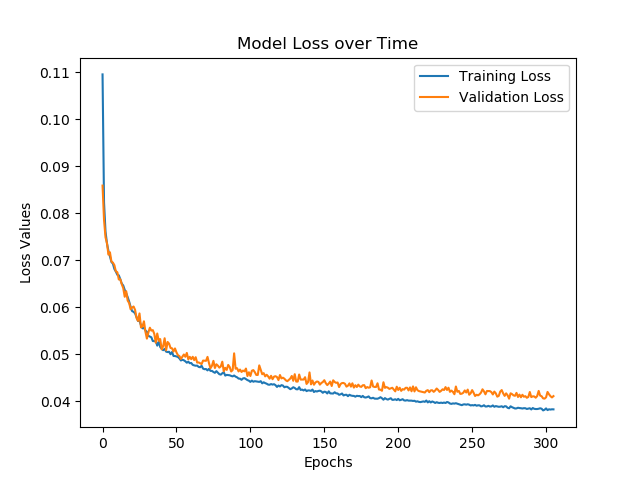 Model Loss over Time
Training Loss
Validation Loss
0.11
0.10
0.09
0.08
0.07
0.06
0.05
0.04
Loss Values
0 50 100 150 200 250 300
Epochs